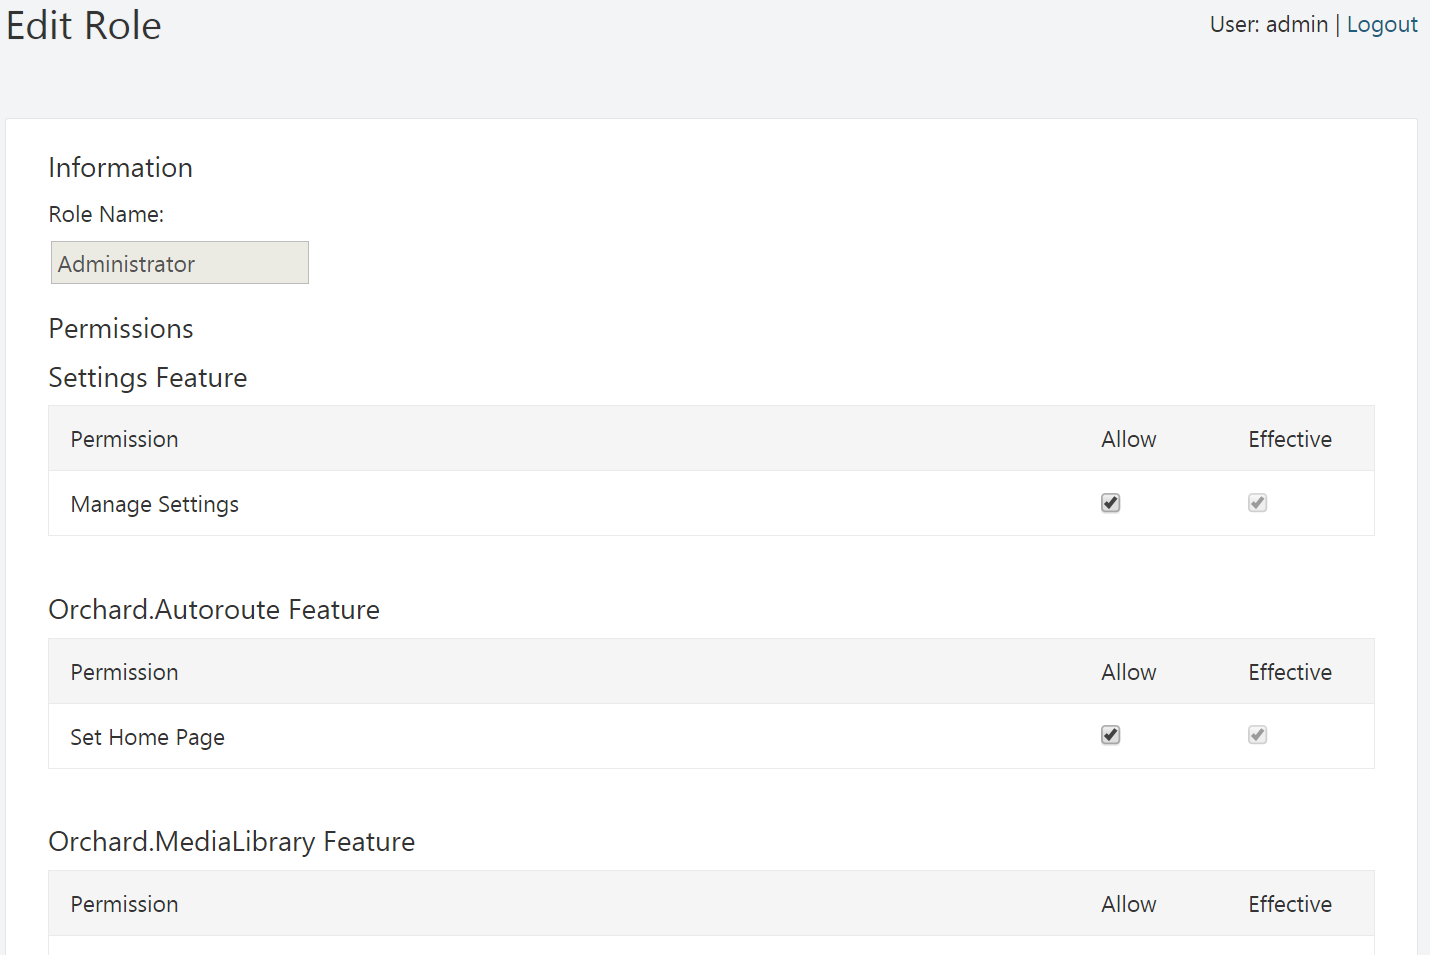 Edit Role
User: admin | Logout
Information
Role Name:
Administrator
Permissions
Settings Feature
Permission Allow Effective
Manage Settings
Orchard.Autoroute Feature
Permission Allow Effective
Set Home Page
Orchard.MediaLibrary Feature
Permission Allow Effective